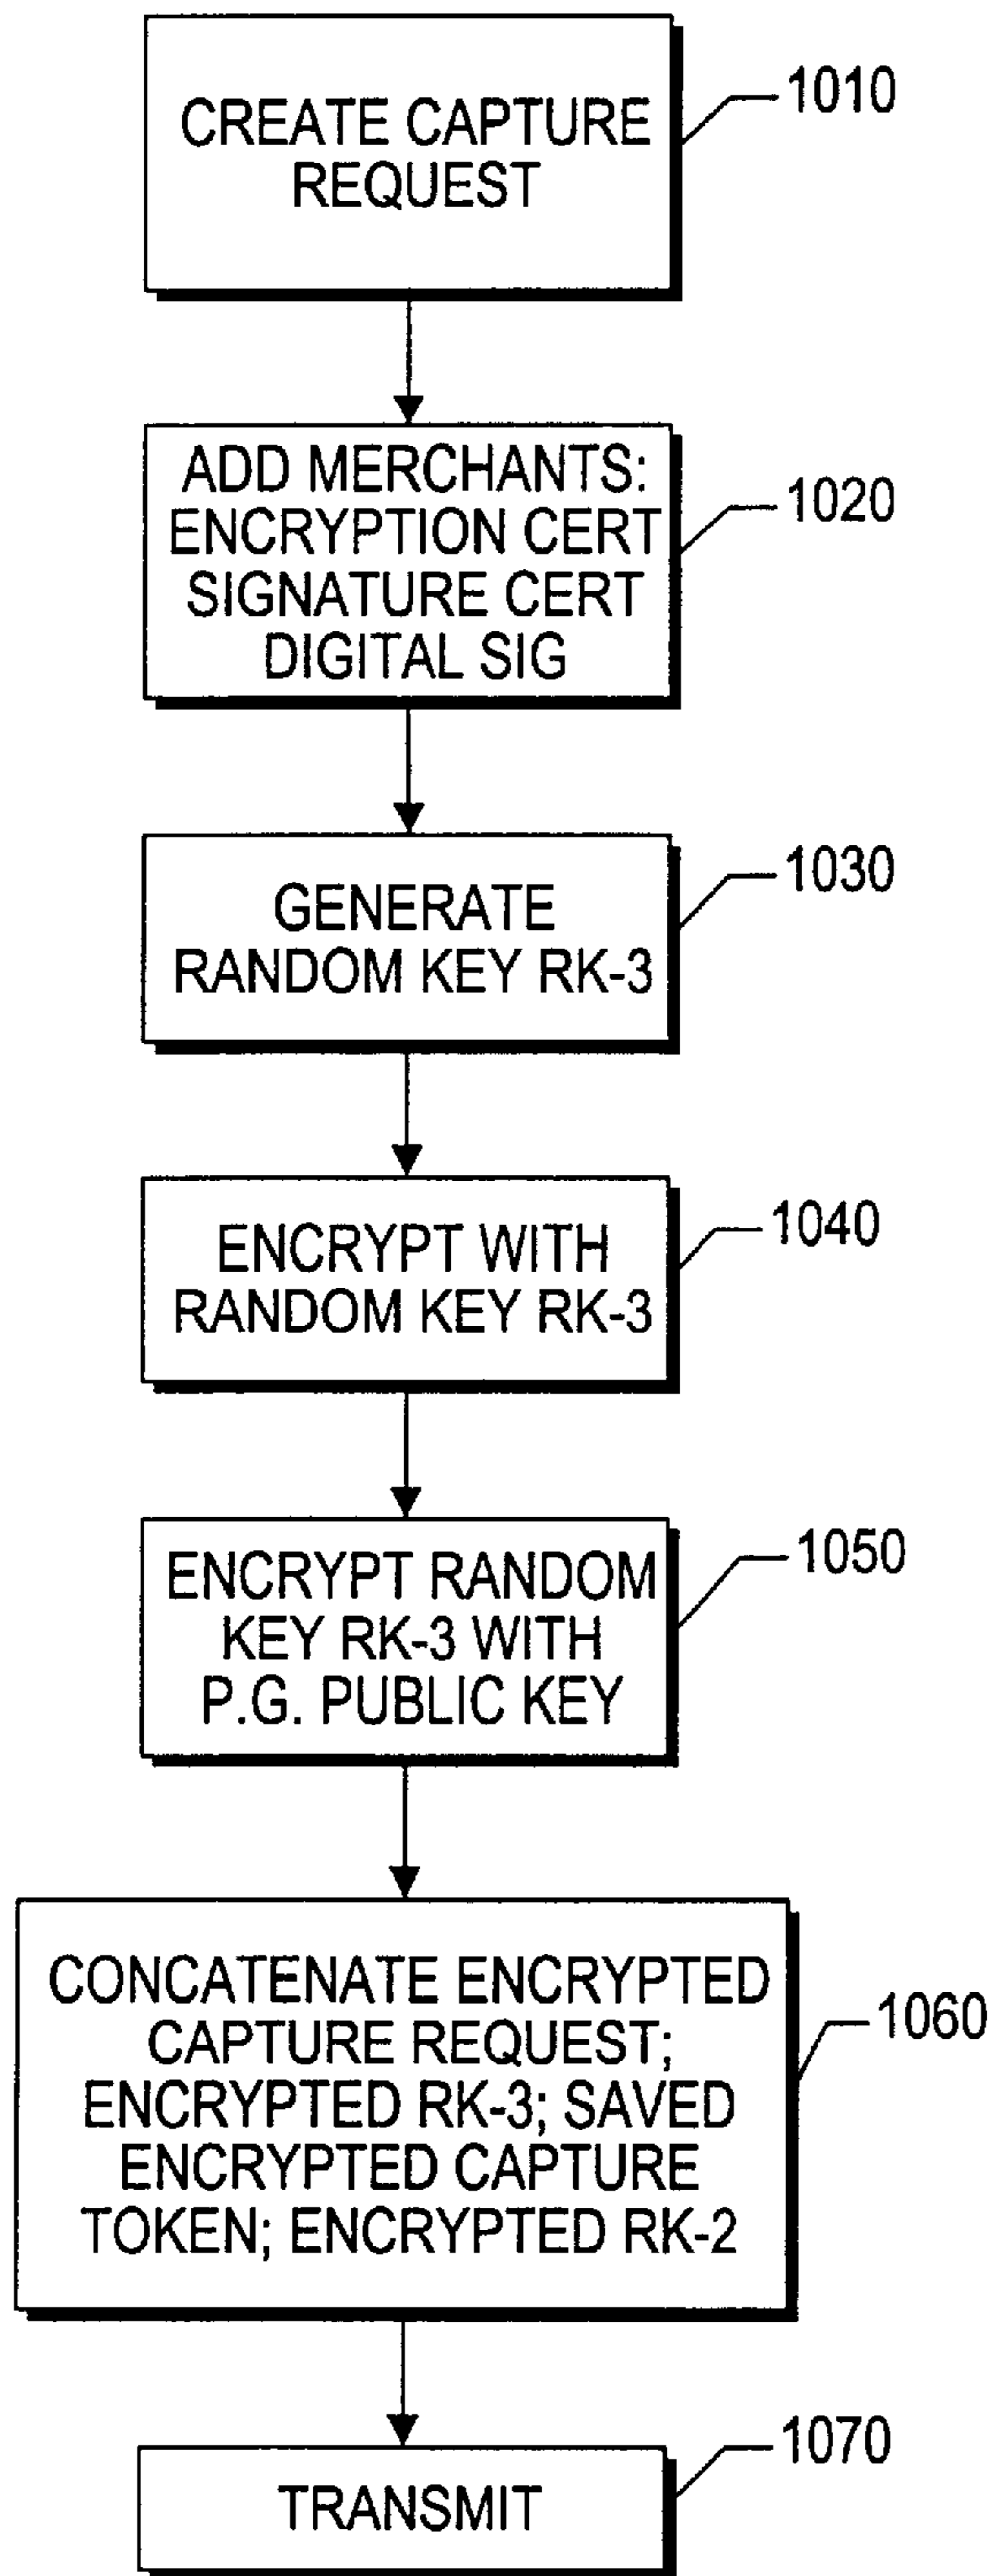 CREATE CAPTURE
REQUEST
1010
ADD MERCHANTS:
ENCRYPTION CERT
SIGNATURE CERT
DIGITAL SIG
1020
GENERATE
RANDOM KEY RK-3
1030
ENCRYPT WITH
RANDOM KEY RK-3
1040
ENCRYPT RANDOM
KEY RK-3 WITH
P.G. PUBLIC KEY
1050
CONCATENATE ENCRYPTED
CAPTURE REQUEST;
ENCRYPTED RK-3; SAVED
ENCRYPTED CAPTURE
TOKEN; ENCRYPTED RK-2
1060
TRANSMIT
1070